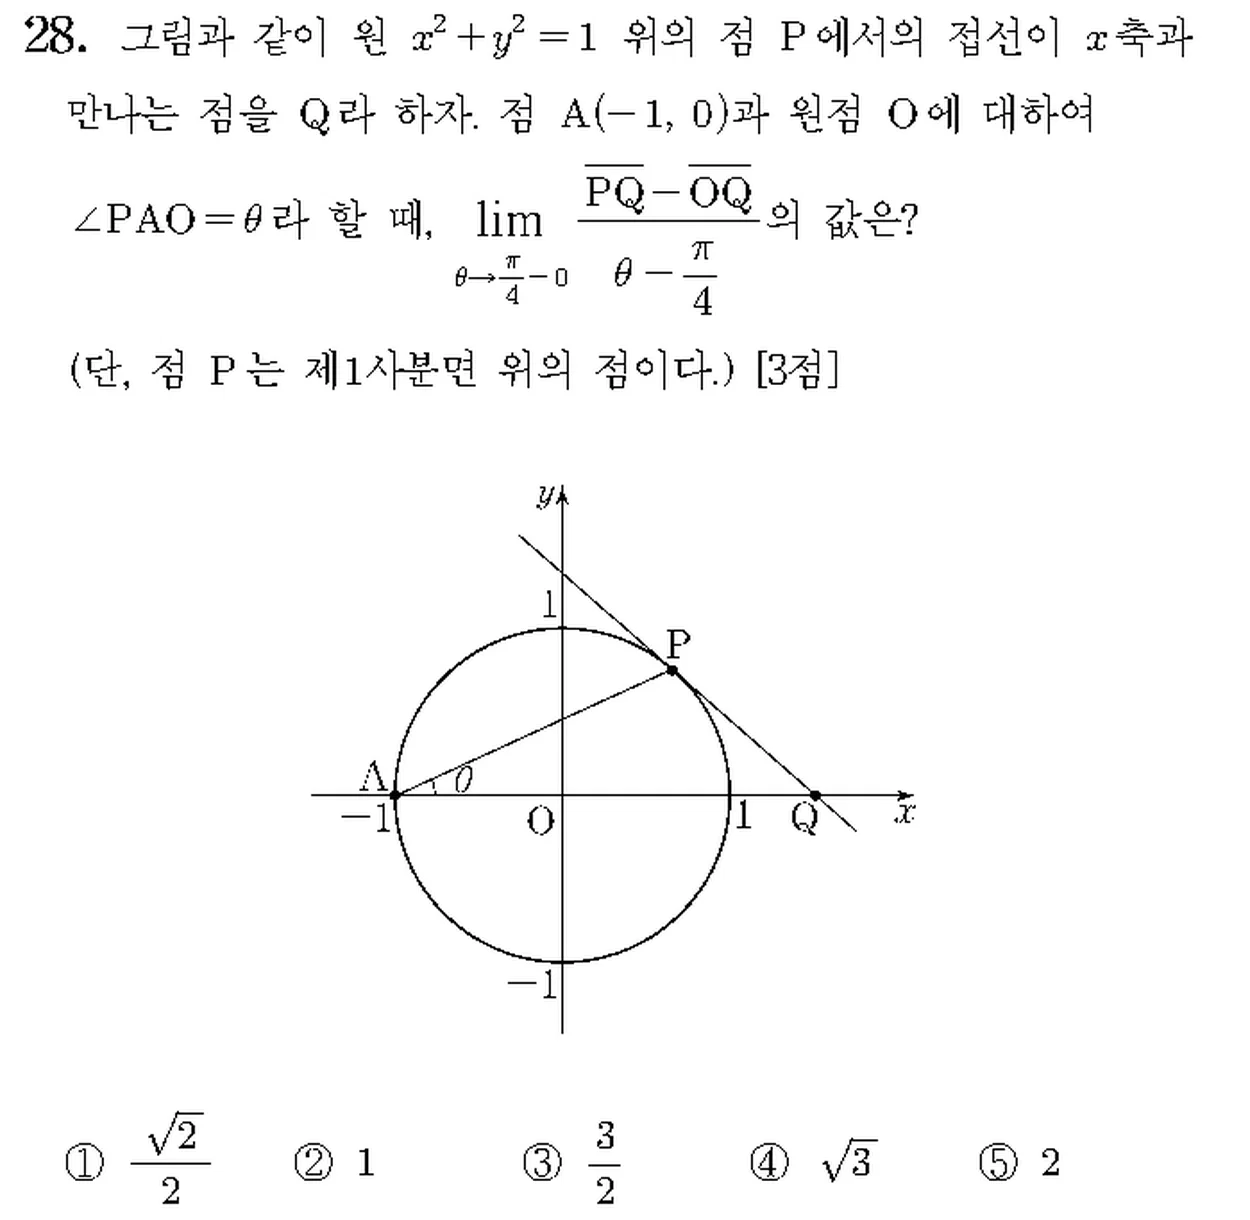 28. 그림과 같이 원 x²+y²=1 위의 점 P에서의 접선이 x축과
만나는 점을 Q라 하자. 점 A(-1, 0)과 원점 O에 대하여
∠PAO=θ라 할 때, lim_{θ→π/4-0} (\overline{PQ}-\overline{OQ})/(θ-π/4)의 값은?
(단, 점 P는 제1사분면 위의 점이다.) [3점]
y
1
P
A
θ
-1
O
1
Q
x
-1
① √2/2 ② 1 ③ 3/2 ④ √3 ⑤ 2